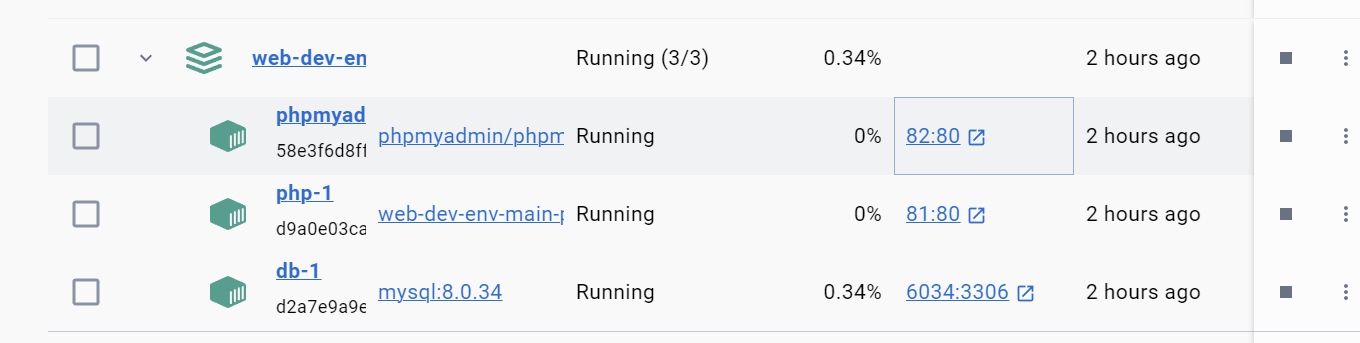 web-dev-en Running (3/3) 0.34% 2 hours ago
phpmyad
58e3f6d8ff
phpmyadmin/phpm Running 0% 82:80 2 hours ago
php-1
d9a0e03ca
web-dev-env-main-p Running 0% 81:80 2 hours ago
db-1
d2a7e9a9e
mysql:8.0.34 Running 0.34% 6034:3306 2 hours ago